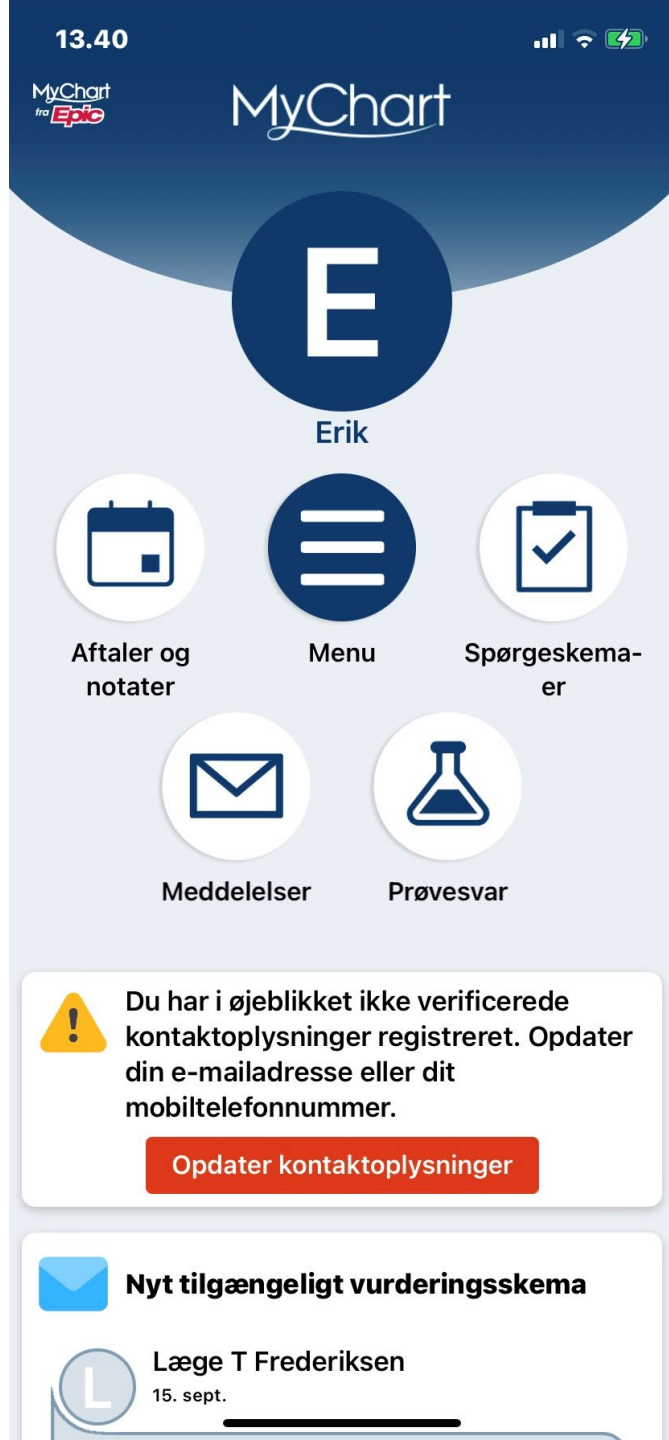 13.40
MyChart
fra Epic
MyChart
E
Erik
Aftaler og
notater
Menu
Spørgeskema-
er
Meddelelser
Prøvesvar
Du har i øjeblikket ikke verificerede
kontaktoplysninger registreret. Opdater
din e-mailadresse eller dit
mobiltelefonnummer.
Opdater kontaktoplysninger
Nyt tilgængeligt vurderingsskema
L
Læge T Frederiksen
15. sept.